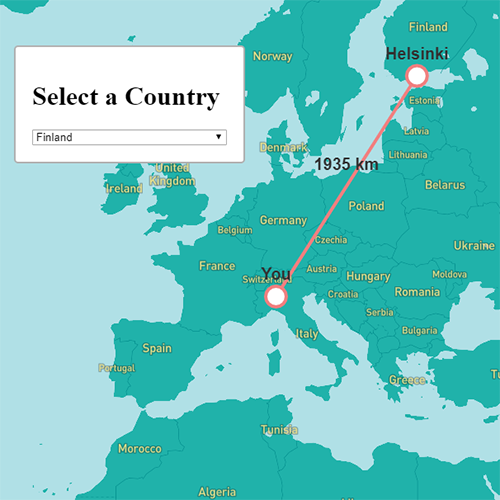 Finland
Helsinki
Norway
Select a Country
Finland
Estonia
Latvia
Denmark
Lithuania
1935 km
United
Kingdom
Ireland
Belarus
Poland
Germany
Belgium
Czechia
Ukraine
France
Austria
You
Switzerland
Hungary
Moldova
Croatia
Romania
Serbia
Italy
Bulgaria
Spain
Portugal
Greece
Tu
Tunisia
Morocco
Algeria